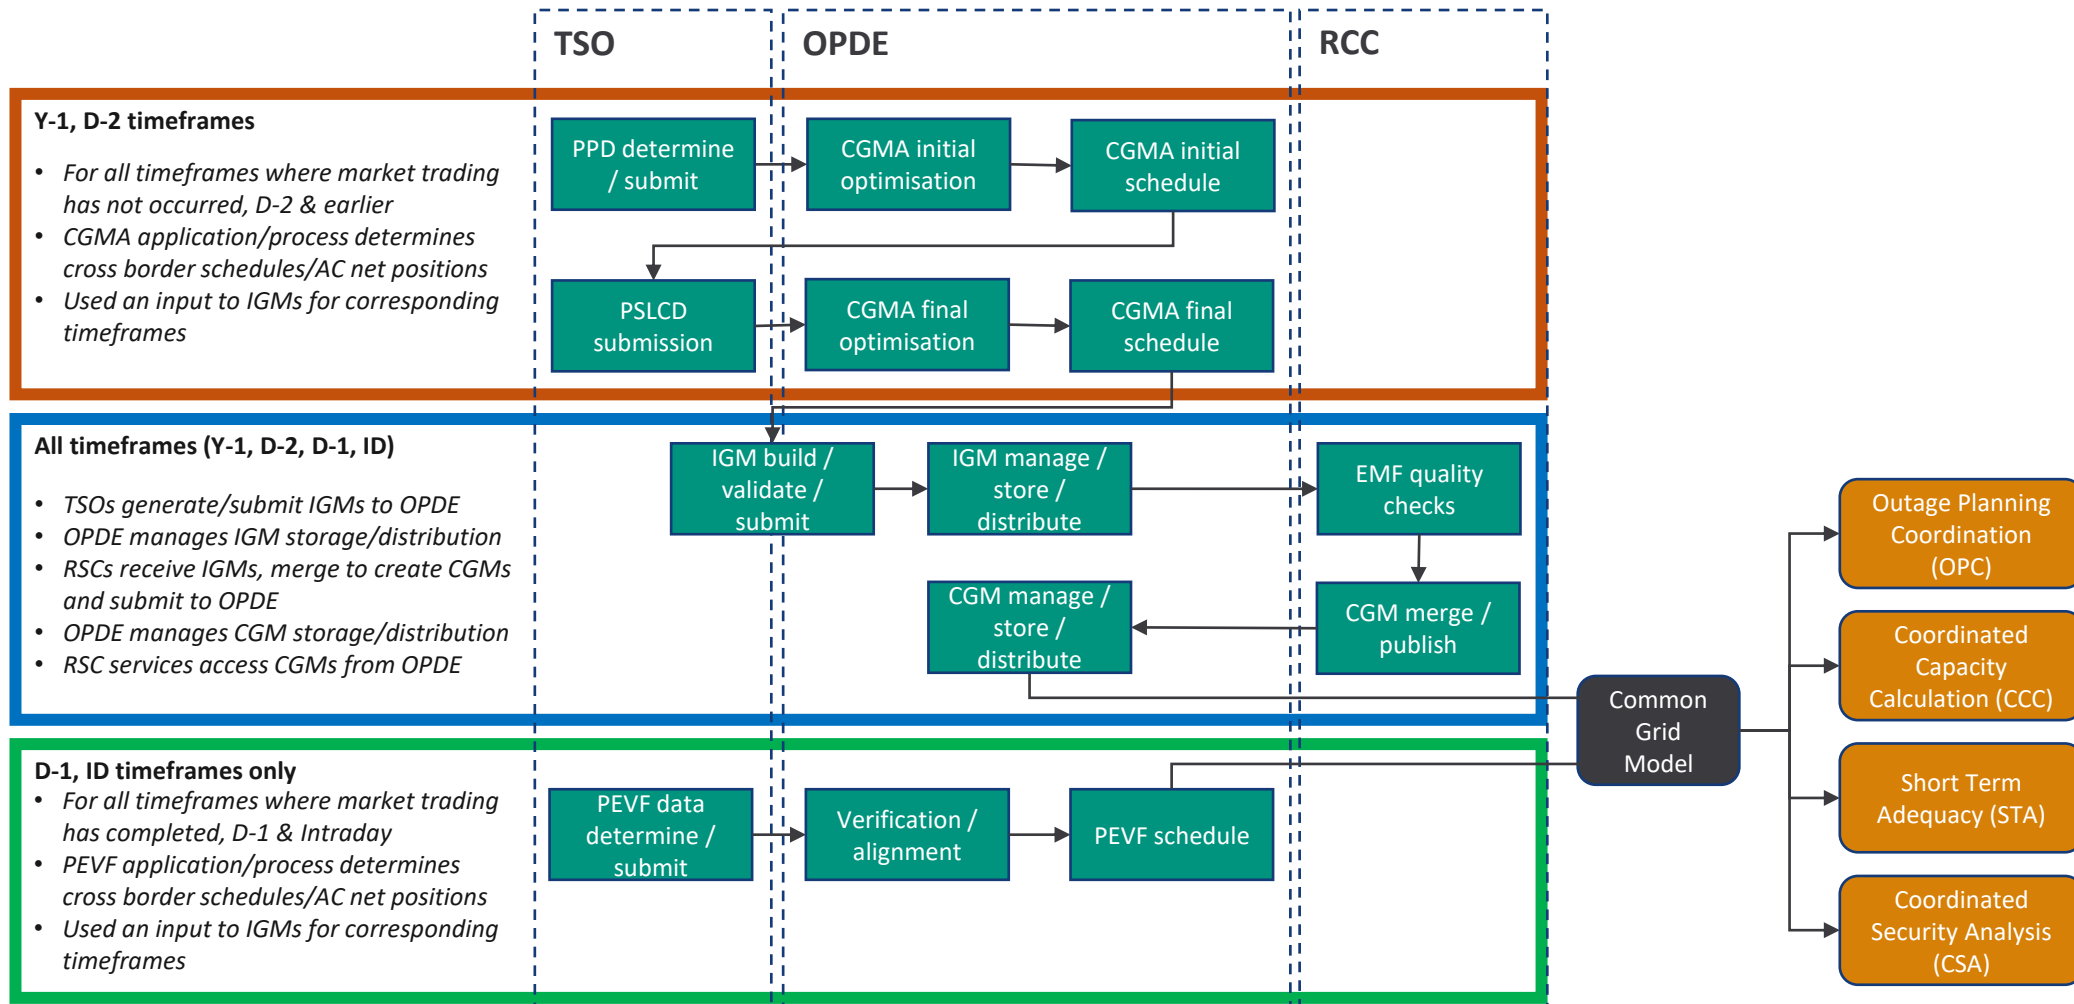 TSO
OPDE
RCC
Y-1, D-2 timeframes
• For all timeframes where market trading
has not occurred, D-2 & earlier
• CGMA application/process determines
cross border schedules/AC net positions
• Used an input to IGMs for corresponding
timeframes
PPD determine
/ submit
CGMA initial
optimisation
CGMA initial
schedule
PSLCD
submission
CGMA final
optimisation
CGMA final
schedule
All timeframes (Y-1, D-2, D-1, ID)
• TSOs generate/submit IGMs to OPDE
• OPDE manages IGM storage/distribution
• RSCs receive IGMs, merge to create CGMs
and submit to OPDE
• OPDE manages CGM storage/distribution
• RSC services access CGMs from OPDE
IGM build /
validate /
submit
IGM manage /
store /
distribute
EMF quality
checks
CGM manage /
store /
distribute
CGM merge /
publish
D-1, ID timeframes only
• For all timeframes where market trading
has completed, D-1 & Intraday
• PEVF application/process determines
cross border schedules/AC net positions
• Used an input to IGMs for corresponding
timeframes
PEVF data
determine /
submit
Verification /
alignment
PEVF schedule
Common
Grid
Model
Outage Planning
Coordination
(OPC)
Coordinated
Capacity
Calculation (CCC)
Short Term
Adequacy (STA)
Coordinated
Security Analysis
(CSA)